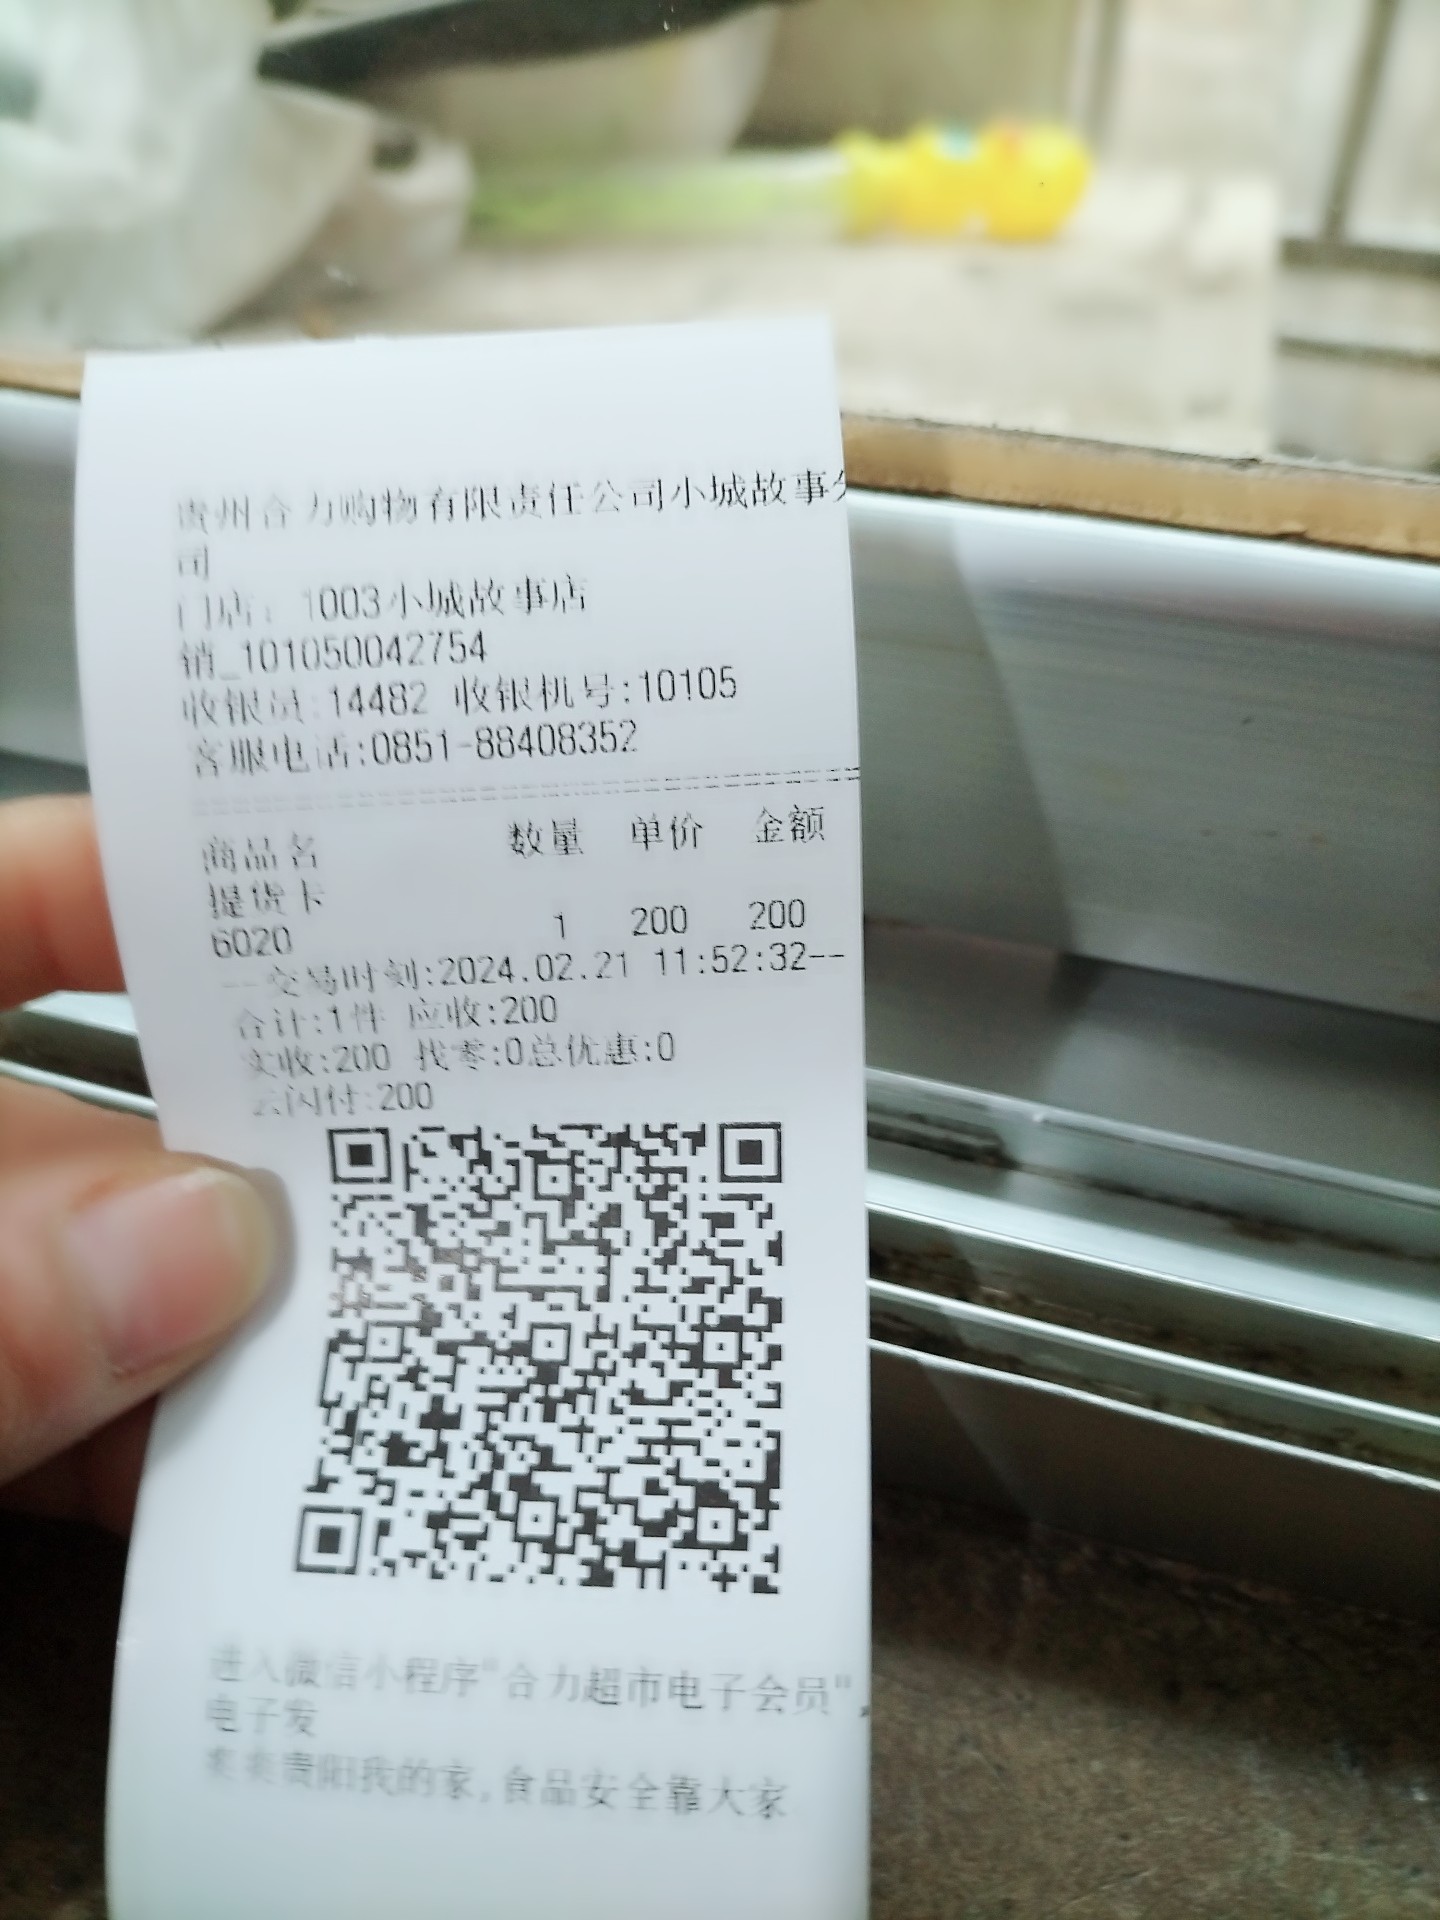 贵州合力购物有限责任公司小城故事分
司
门店：1003小城故事店
销_101050042754
收银员:14482 收银机号:10105
客服电话:0851-88408352
商品名 数量 单价 金额
提货卡
6020 1 200 200
--交易时刻:2024.02.21 11:52:32--
合计:1件 应收:200
实收:200 找零:0总优惠:0
云闪付:200
进入微信小程序"合力超市电子会员",
电子发
贵阳我的家,食品安全靠大家